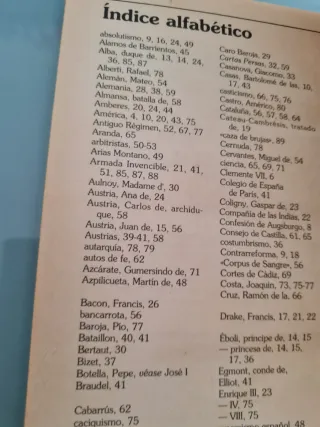 Índice alfabético
absolutismo, 9, 16, 24, 49
Alamos de Barrientos, 45
Alba, duque de, 13, 14, 24,
36, 85, 87
Alberti, Rafael, 78
Alemán, Mateo, 54
Alemania, 28, 38, 59
Almansa, batalla de, 58
Amberes, 20, 24, 44
América, 4, 10, 20, 43, 75
Antiguo Régimen, 52, 67, 77
Aranda, 65
arbitristas, 50-53
Arias Montano, 49
Armada Invencible, 21, 41,
51, 85, 87, 88
Aulnoy, Madame d', 30
Austria, Ana de, 24
Austria, Carlos de, archidu-
que, 58
Austria, Juan de, 15, 56
Austrias, 39-41, 58
autarquía, 78, 79
autos de fe, 62
Azcárate, Gumersindo de, 71
Azpilicueta, Martín de, 48
Bacon, Francis, 26
bancarrota, 56
Baroja, Pío, 77
Bataillon, 40, 41
Bertaut, 30
Bizet, 37
Botella, Pepe, véase José I
Braudel, 41
Cabarrús, 62
caciquismo, 75
Caro Baroja, 29
Cartas Persas, 32, 59
Casanova, Giacomo, 33
Casas, Bartolomé de las, 10,
17, 43
casticismo, 66, 75, 76
Castro, Américo, 80
Cataluña, 56, 57, 58, 64
Cateau-Cambrésis, tratado
de, 19
«caza de brujas», 89
Cernuda, 78
Cervantes, Miguel de, 54
ciencia, 65, 69, 71
Clemente VII, 6
Colegio de España
de París, 41
Coligny, Gaspar de, 23
Compañía de las Indias, 22
Confesión de Augsburgo, 8
Consejo de Castilla, 61, 65
costumbrismo, 36
Contrarreforma, 9, 18
«Corpus de Sangre», 56
Cortes de Cádiz, 69
Costa, Joaquín, 73, 75-77
Cruz, Ramón de la, 66
Drake, Francis, 17, 21, 22
Éboli, príncipe de, 14, 15
— princesa de, 14, 15,
17, 36
Egmont, conde de,
Elliot, 41
Enrique III, 23
— IV, 75
— VIII, 75
español, 48